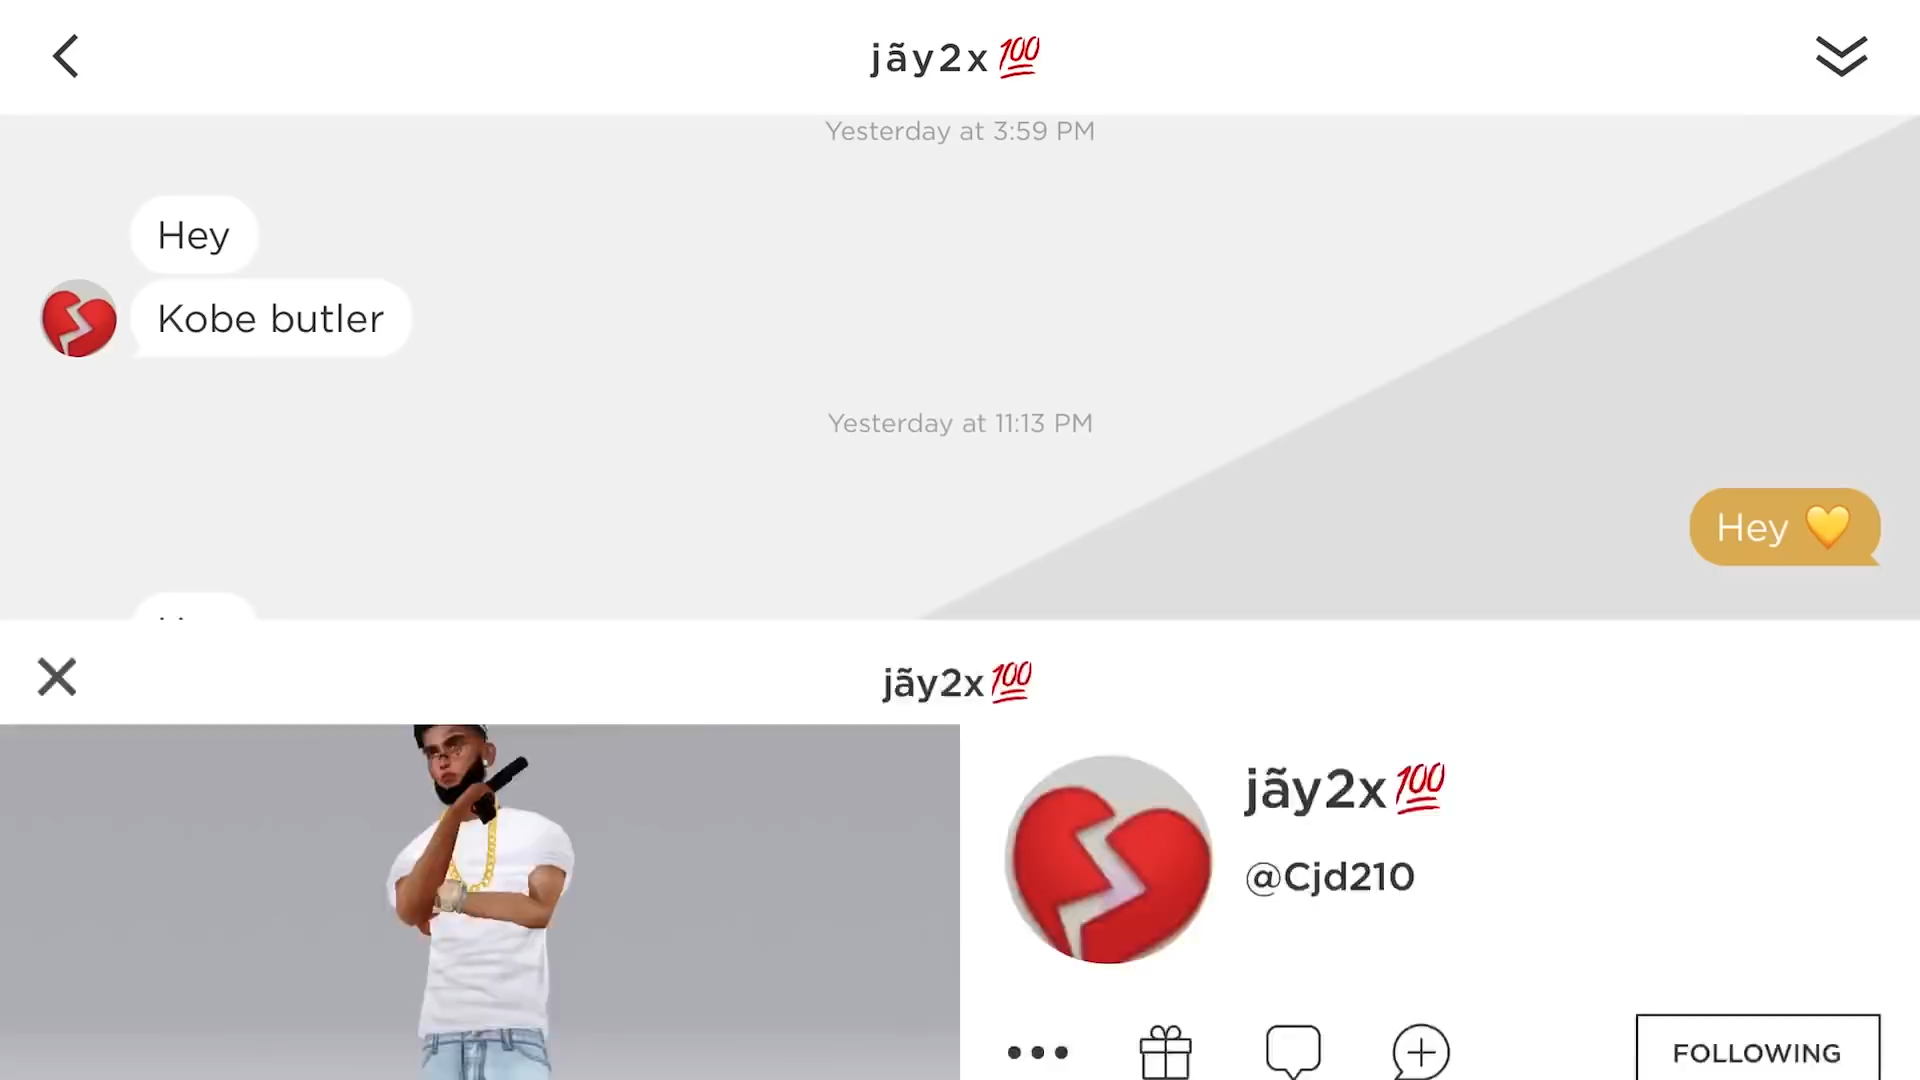 jãy2x💯
Yesterday at 3:59 PM
Hey
Kobe butler
Yesterday at 11:13 PM
Hey 💛
jãy2x💯
jãy2x💯
@Cjd210
FOLLOWING